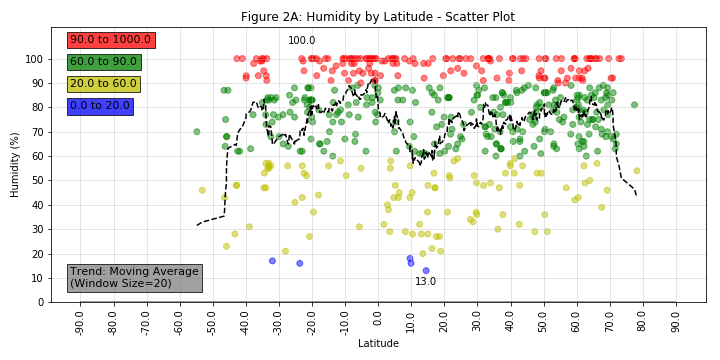 Figure 2A: Humidity by Latitude - Scatter Plot
90.0 to 1000.0
60.0 to 90.0
20.0 to 60.0
0.0 to 20.0
100.0
13.0
Trend: Moving Average
(Window Size=20)
Humidity (%)
100
90
80
70
60
50
40
30
20
10
0
-90.0 -80.0 -70.0 -60.0 -50.0 -40.0 -30.0 -20.0 -10.0 0.0 10.0 20.0 30.0 40.0 50.0 60.0 70.0 80.0 90.0
Latitude